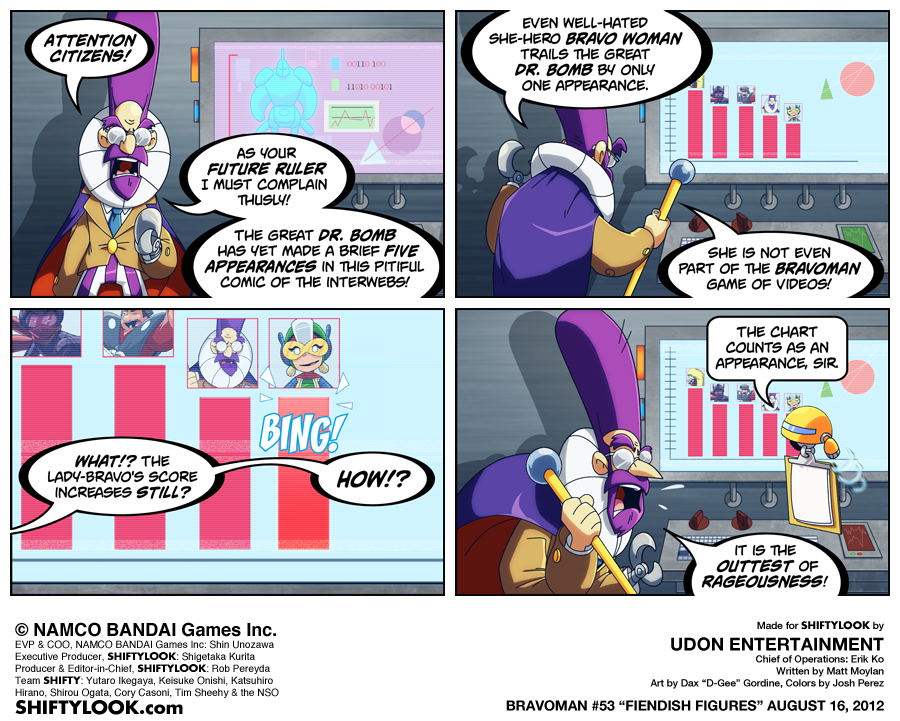 ATTENTION
CITIZENS!
00110 100
11010 00101
AS YOUR
FUTURE RULER
I MUST COMPLAIN
THUSLY!
THE GREAT DR. BOMB
HAS YET MADE A BRIEF FIVE
APPEARANCES IN THIS PITIFUL
COMIC OF THE INTERWEBS!
EVEN WELL-HATED
SHE-HERO BRAVO WOMAN
TRAILS THE GREAT
DR. BOMB BY ONLY
ONE APPEARANCE.
SHE IS NOT EVEN
PART OF THE BRAVOMAN
GAME OF VIDEOS!
BING!
WHAT!? THE
LADY-BRAVO'S SCORE
INCREASES STILL?
HOW!?
THE CHART
COUNTS AS AN
APPEARANCE, SIR.
IT IS THE
OUTTEST OF
RAGEOUSNESS!
© NAMCO BANDAI Games Inc.
EVP & COO, NAMCO BANDAI Games Inc: Shin Unozawa
Executive Producer, SHIFTYLOOK: Shigetaka Kurita
Producer & Editor-in-Chief, SHIFTYLOOK: Rob Pereyda
Team SHIFTY: Yutaro Ikegaya, Keisuke Onishi, Katsuhiro
Hirano, Shirou Ogata, Cory Casoni, Tim Sheehy & the NSO
SHIFTYLOOK.com
Made for SHIFTYLOOK by
UDON ENTERTAINMENT
Chief of Operations: Erik Ko
Written by Matt Moylan
Art by Dax "D-Gee" Gordine, Colors by Josh Perez
BRAVOMAN #53 "FIENDISH FIGURES" AUGUST 16, 2012